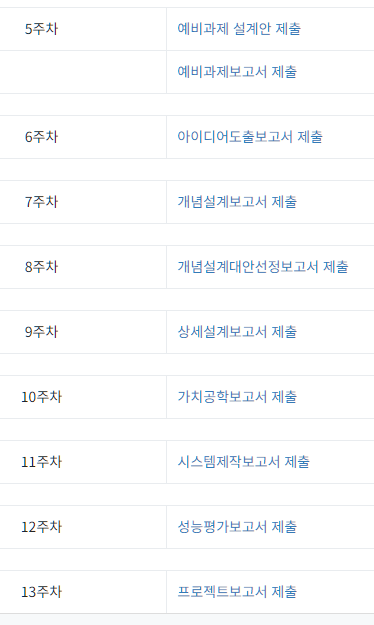 5주차 예비과제 설계안 제출
예비과제보고서 제출
6주차 아이디어도출보고서 제출
7주차 개념설계보고서 제출
8주차 개념설계대안선정보고서 제출
9주차 상세설계보고서 제출
10주차 가치공학보고서 제출
11주차 시스템제작보고서 제출
12주차 성능평가보고서 제출
13주차 프로젝트보고서 제출